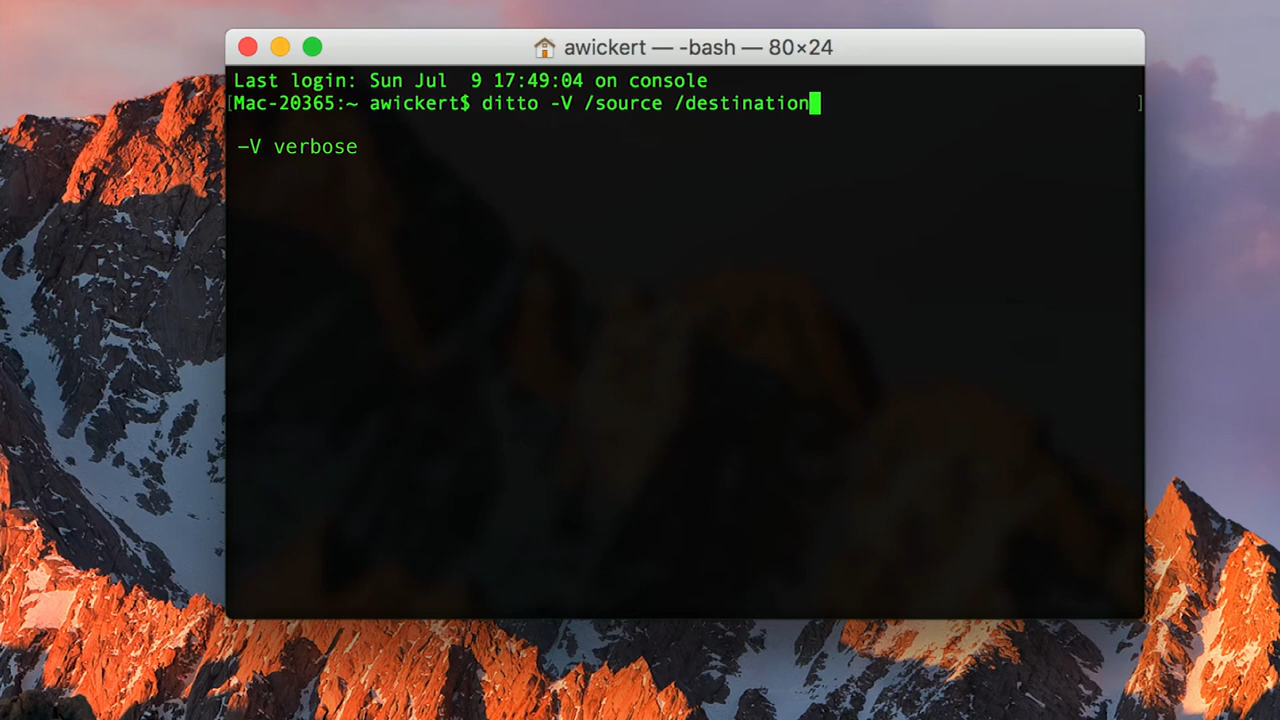 awickert — -bash — 80×24
Last login: Sun Jul  9 17:49:04 on console
[Mac-20365:~ awickert$ ditto -V /source /destination ]
-V verbose